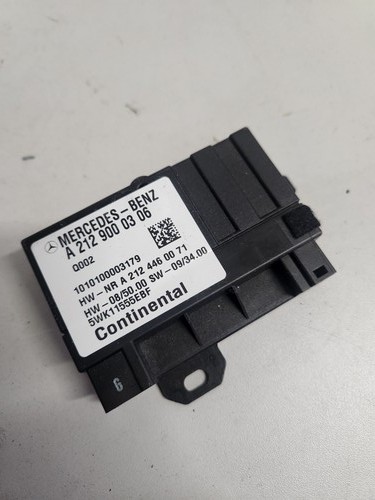 MERCEDES-BENZ
A 212 900 03 06
Q002
1010100003179
HW-NR A 212 446 00 71
HW-08/50.00 SW-09/34.00
5WK11555EBF
Continental
6